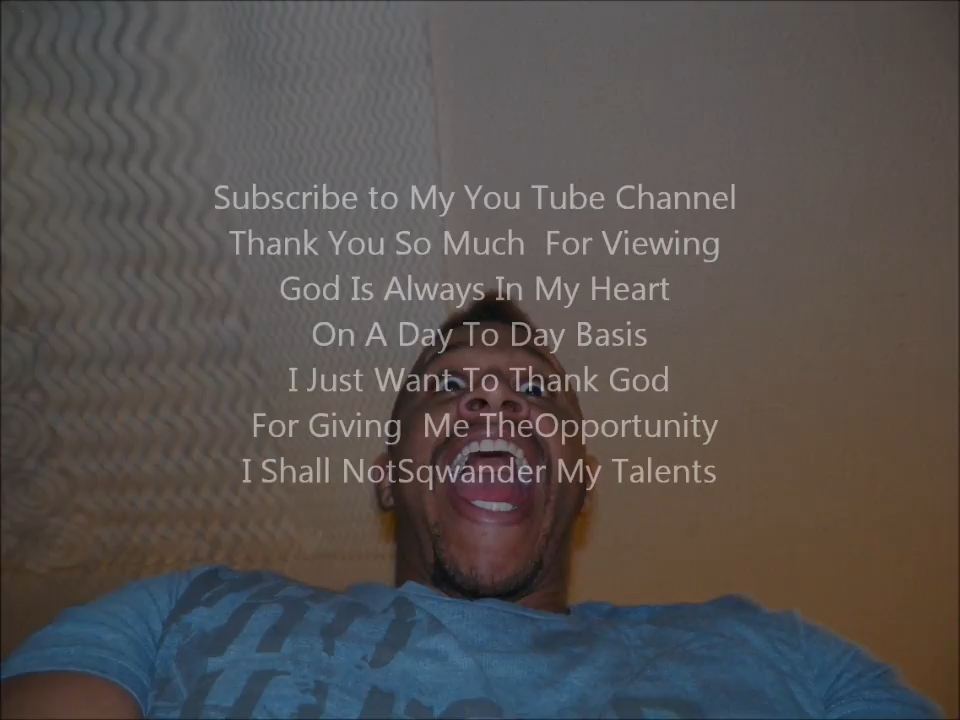 Subscribe to My You Tube Channel
Thank You So Much  For Viewing
God Is Always In My Heart
On A Day To Day Basis
I Just Want To Thank God
For Giving  Me TheOpportunity
I Shall NotSqwander My Talents